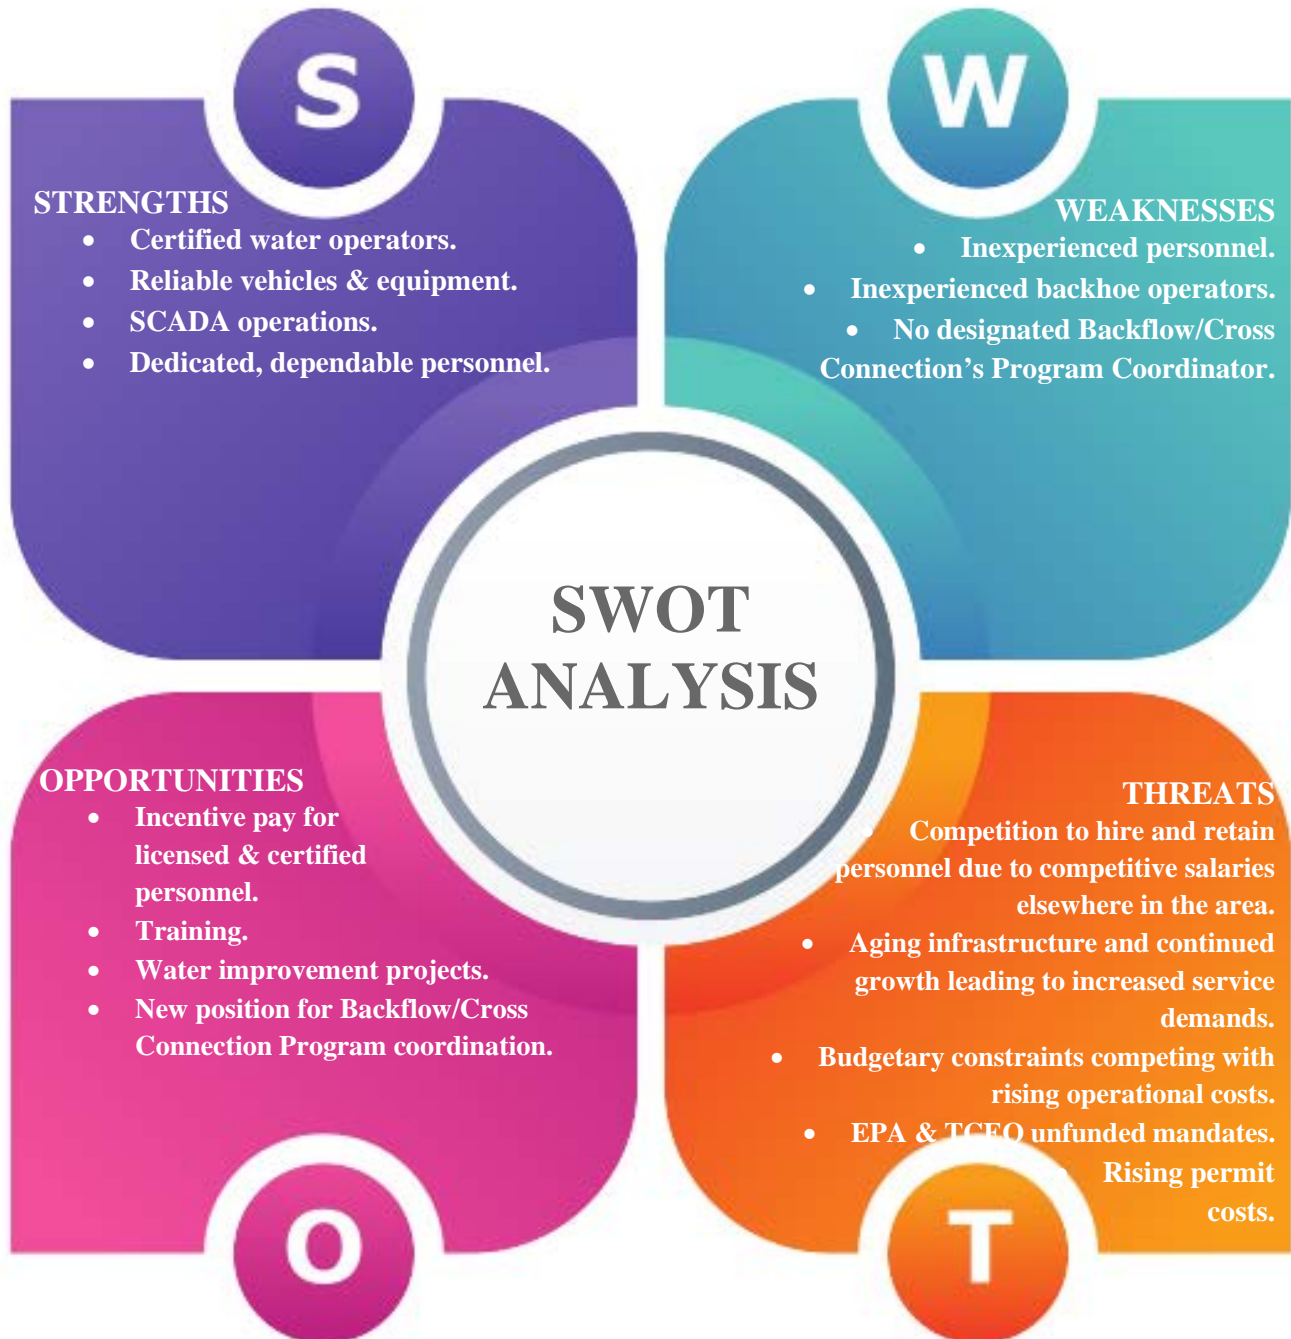 S
STRENGTHS
• Certified water operators.
• Reliable vehicles & equipment.
• SCADA operations.
• Dedicated, dependable personnel.
W
WEAKNESSES
• Inexperienced personnel.
• Inexperienced backhoe operators.
• No designated Backflow/Cross
Connection’s Program Coordinator.
SWOT
ANALYSIS
OPPORTUNITIES
• Incentive pay for
licensed & certified
personnel.
• Training.
• Water improvement projects.
• New position for Backflow/Cross
Connection Program coordination.
O
THREATS
• Competition to hire and retain
personnel due to competitive salaries
elsewhere in the area.
• Aging infrastructure and continued
growth leading to increased service
demands.
• Budgetary constraints competing with
rising operational costs.
• EPA & TCEQ unfunded mandates.
• Rising permit
costs.
T